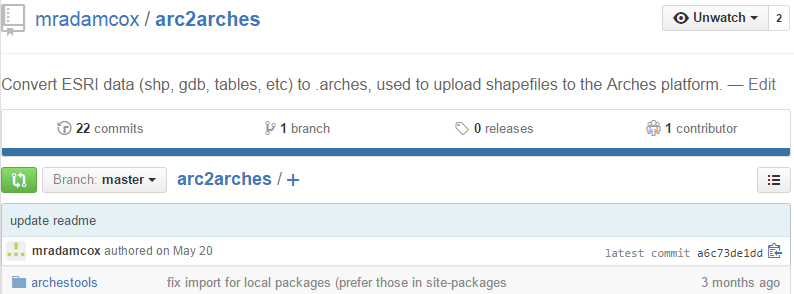 mradamcox / arc2arches Unwatch 2
Convert ESRI data (shp, gdb, tables, etc) to .arches, used to upload shapefiles to the Arches platform. — Edit
22 commits 1 branch 0 releases 1 contributor
Branch: master arc2arches / +
update readme
mradamcox authored on May 20 latest commit a6c73de1dd
archestools fix import for local packages (prefer those in site-packages 3 months ago